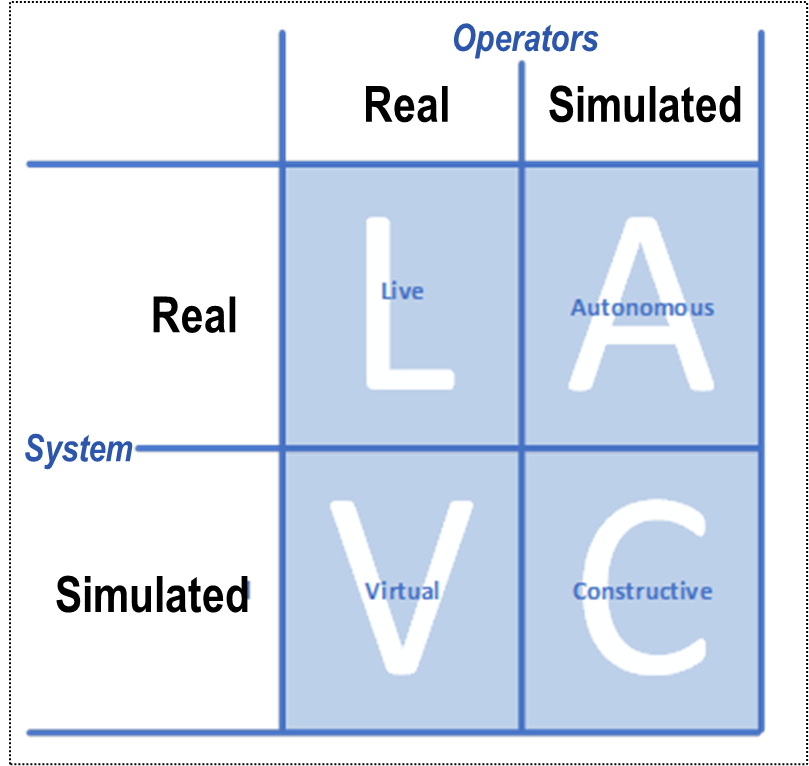 Operators
Real Simulated
Real
L
Live
A
Autonomous
System
Simulated
V
Virtual
C
Constructive